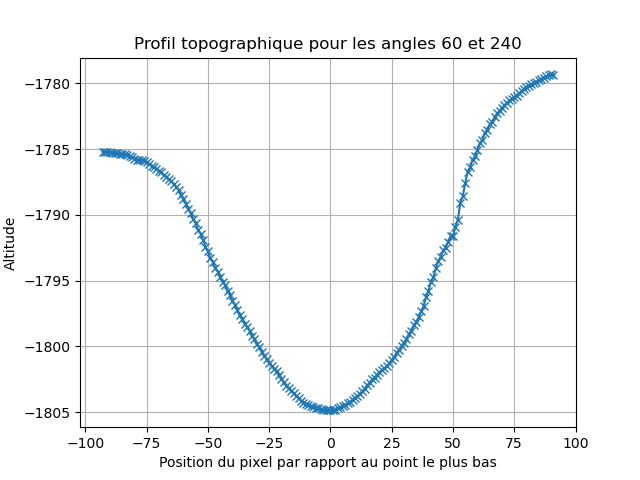 Profil topographique pour les angles 60 et 240
Altitude
−1780
−1785
−1790
−1795
−1800
−1805
−100 −75 −50 −25 0 25 50 75 100
Position du pixel par rapport au point le plus bas